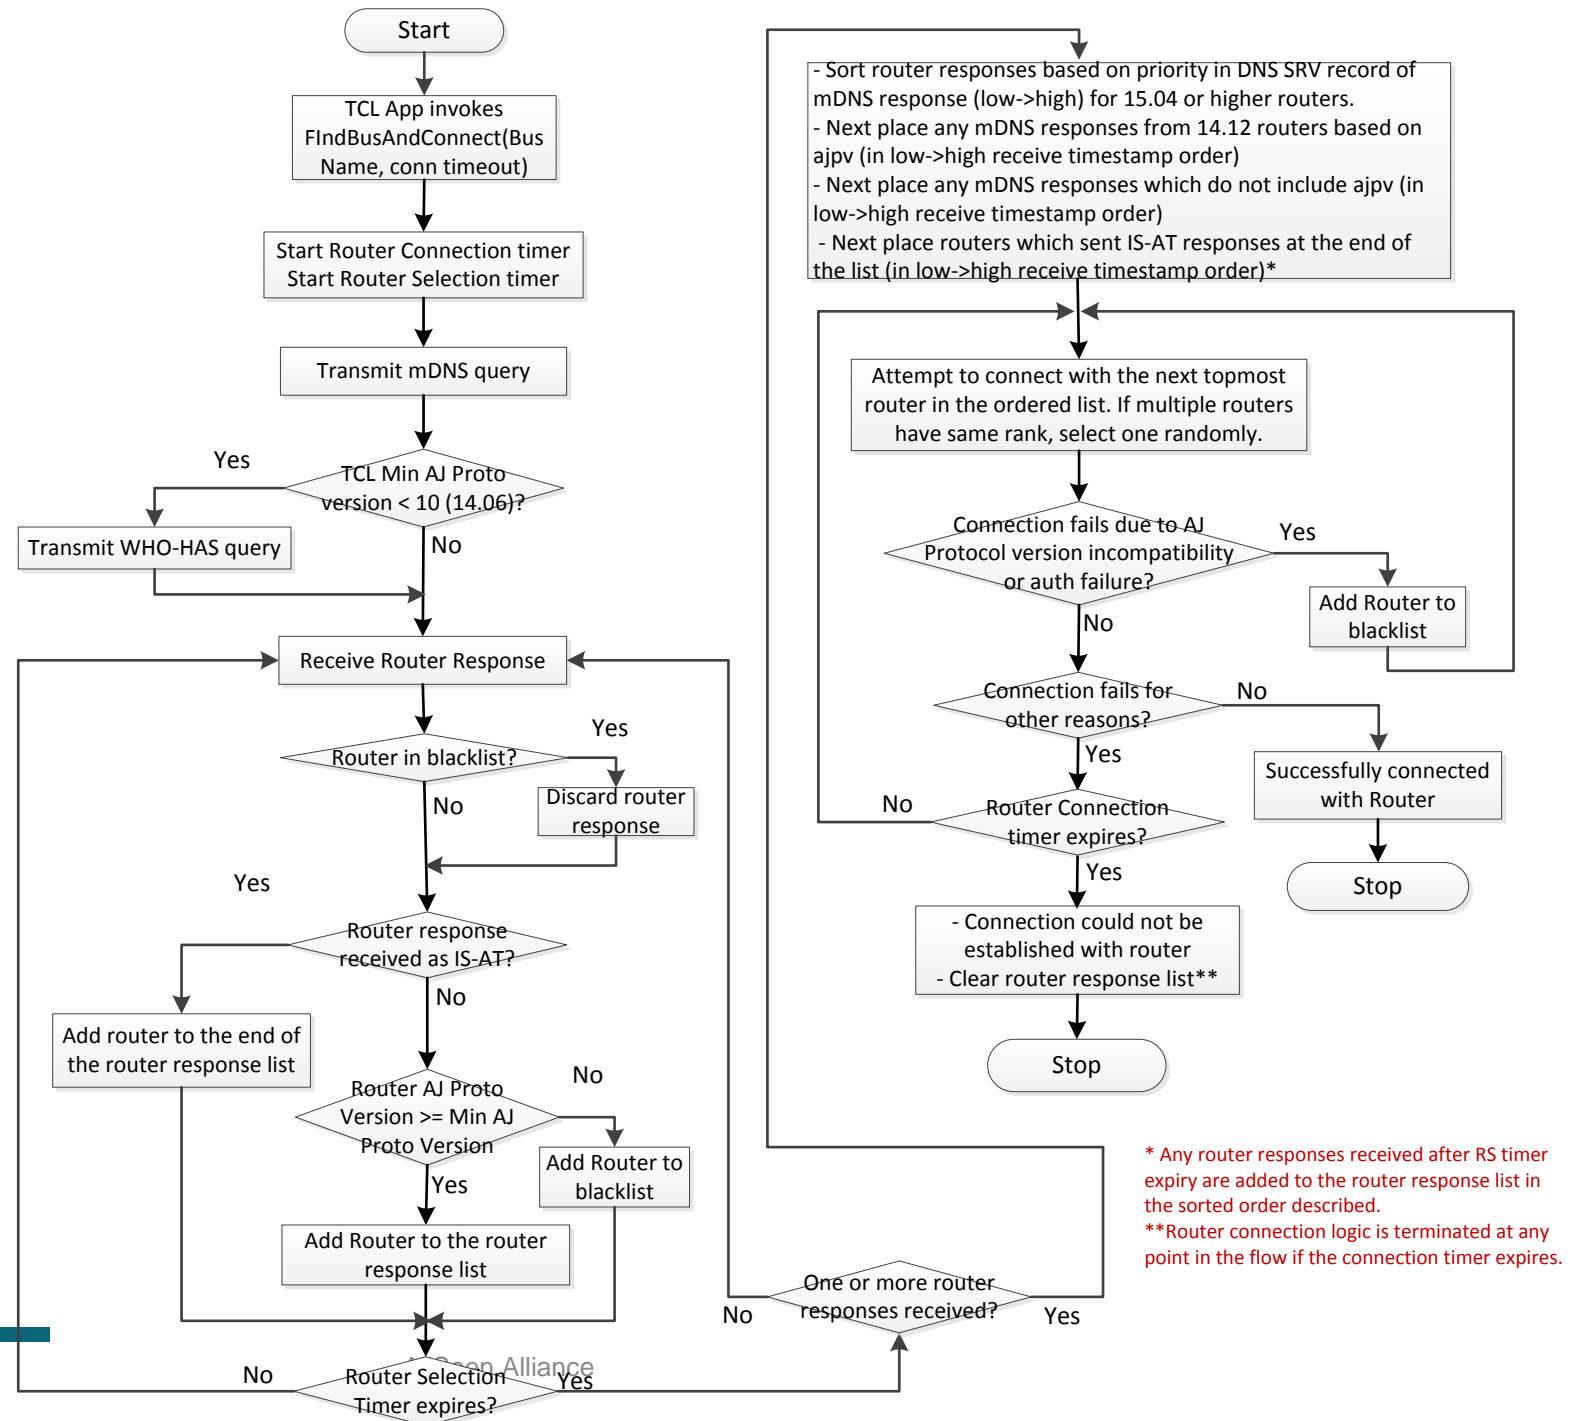 Start
TCL App invokes
FIndBusAndConnect(Bus
Name, conn timeout)
Start Router Connection timer
Start Router Selection timer
Transmit mDNS query
TCL Min AJ Proto
version < 10 (14.06)?
Yes
No
Transmit WHO-HAS query
Receive Router Response
Router in blacklist?
Yes
No
Discard router
response
Router response
received as IS-AT?
Yes
No
Add router to the end of
the router response list
Router AJ Proto
Version >= Min AJ
Proto Version
No
Yes
Add Router to
blacklist
Add Router to the router
response list
Router Selection
Timer expires?
No
Yes
Alliance
One or more router
responses received?
No
Yes
- Sort router responses based on priority in DNS SRV record of
mDNS response (low->high) for 15.04 or higher routers.
- Next place any mDNS responses from 14.12 routers based on
ajpv (in low->high receive timestamp order)
- Next place any mDNS responses which do not include ajpv (in
low->high receive timestamp order)
- Next place routers which sent IS-AT responses at the end of
the list (in low->high receive timestamp order)*
Attempt to connect with the next topmost
router in the ordered list. If multiple routers
have same rank, select one randomly.
Connection fails due to AJ
Protocol version incompatibility
or auth failure?
Yes
No
Add Router to
blacklist
Connection fails for
other reasons?
No
Yes
Successfully connected
with Router
Stop
Router Connection
timer expires?
No
Yes
- Connection could not be
established with router
- Clear router response list**
Stop
* Any router responses received after RS timer
expiry are added to the router response list in
the sorted order described.
**Router connection logic is terminated at any
point in the flow if the connection timer expires.